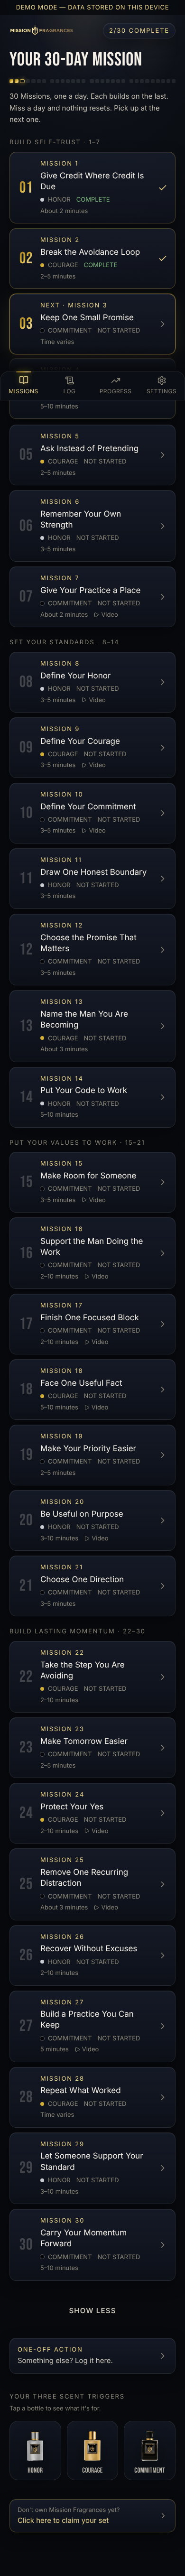 DEMO MODE — DATA STORED ON THIS DEVICE
MISSION FRAGRANCES
2/30 COMPLETE
YOUR 30-DAY MISSION
30 Missions, one a day. Each builds on the last.
Miss a day and nothing resets. Pick up at the
next one.
BUILD SELF-TRUST · 1–7
MISSION 1
01
Give Credit Where Credit Is
Due
HONOR COMPLETE
About 2 minutes
MISSION 2
02
Break the Avoidance Loop
COURAGE COMPLETE
2–5 minutes
NEXT · MISSION 3
03
Keep One Small Promise
COMMITMENT NOT STARTED
Time varies
MISSIONS
LOG
PROGRESS
SETTINGS
5–10 minutes
MISSION 5
05
Ask Instead of Pretending
COURAGE NOT STARTED
2–5 minutes
MISSION 6
06
Remember Your Own
Strength
HONOR NOT STARTED
3–5 minutes
MISSION 7
07
Give Your Practice a Place
COMMITMENT NOT STARTED
About 2 minutes Video
SET YOUR STANDARDS · 8–14
MISSION 8
08
Define Your Honor
HONOR NOT STARTED
3–5 minutes Video
MISSION 9
09
Define Your Courage
COURAGE NOT STARTED
3–5 minutes Video
MISSION 10
10
Define Your Commitment
COMMITMENT NOT STARTED
3–5 minutes Video
MISSION 11
11
Draw One Honest Boundary
HONOR NOT STARTED
3–5 minutes
MISSION 12
12
Choose the Promise That
Matters
COMMITMENT NOT STARTED
3–5 minutes
MISSION 13
13
Name the Man You Are
Becoming
COURAGE NOT STARTED
About 3 minutes
MISSION 14
14
Put Your Code to Work
HONOR NOT STARTED
5–10 minutes
PUT YOUR VALUES TO WORK · 15–21
MISSION 15
15
Make Room for Someone
COMMITMENT NOT STARTED
3–5 minutes Video
MISSION 16
16
Support the Man Doing the
Work
COMMITMENT NOT STARTED
2–10 minutes Video
MISSION 17
17
Finish One Focused Block
COMMITMENT NOT STARTED
2–10 minutes Video
MISSION 18
18
Face One Useful Fact
COURAGE NOT STARTED
5–10 minutes Video
MISSION 19
19
Make Your Priority Easier
COMMITMENT NOT STARTED
2–5 minutes
MISSION 20
20
Be Useful on Purpose
HONOR NOT STARTED
3–10 minutes Video
MISSION 21
21
Choose One Direction
COMMITMENT NOT STARTED
3–5 minutes
BUILD LASTING MOMENTUM · 22–30
MISSION 22
22
Take the Step You Are
Avoiding
COURAGE NOT STARTED
2–10 minutes
MISSION 23
23
Make Tomorrow Easier
COMMITMENT NOT STARTED
2–5 minutes
MISSION 24
24
Protect Your Yes
COURAGE NOT STARTED
2–10 minutes Video
MISSION 25
25
Remove One Recurring
Distraction
COMMITMENT NOT STARTED
About 3 minutes Video
MISSION 26
26
Recover Without Excuses
HONOR NOT STARTED
2–10 minutes
MISSION 27
27
Build a Practice You Can
Keep
COMMITMENT NOT STARTED
5 minutes Video
MISSION 28
28
Repeat What Worked
COURAGE NOT STARTED
Time varies
MISSION 29
29
Let Someone Support Your
Standard
HONOR NOT STARTED
3–10 minutes
MISSION 30
30
Carry Your Momentum
Forward
COMMITMENT NOT STARTED
5–10 minutes
SHOW LESS
ONE-OFF ACTION
Something else? Log it here.
YOUR THREE SCENT TRIGGERS
Tap a bottle to see what it's for.
HONOR
COURAGE
COMMITMENT
Don't own Mission Fragrances yet?
Click here to claim your set